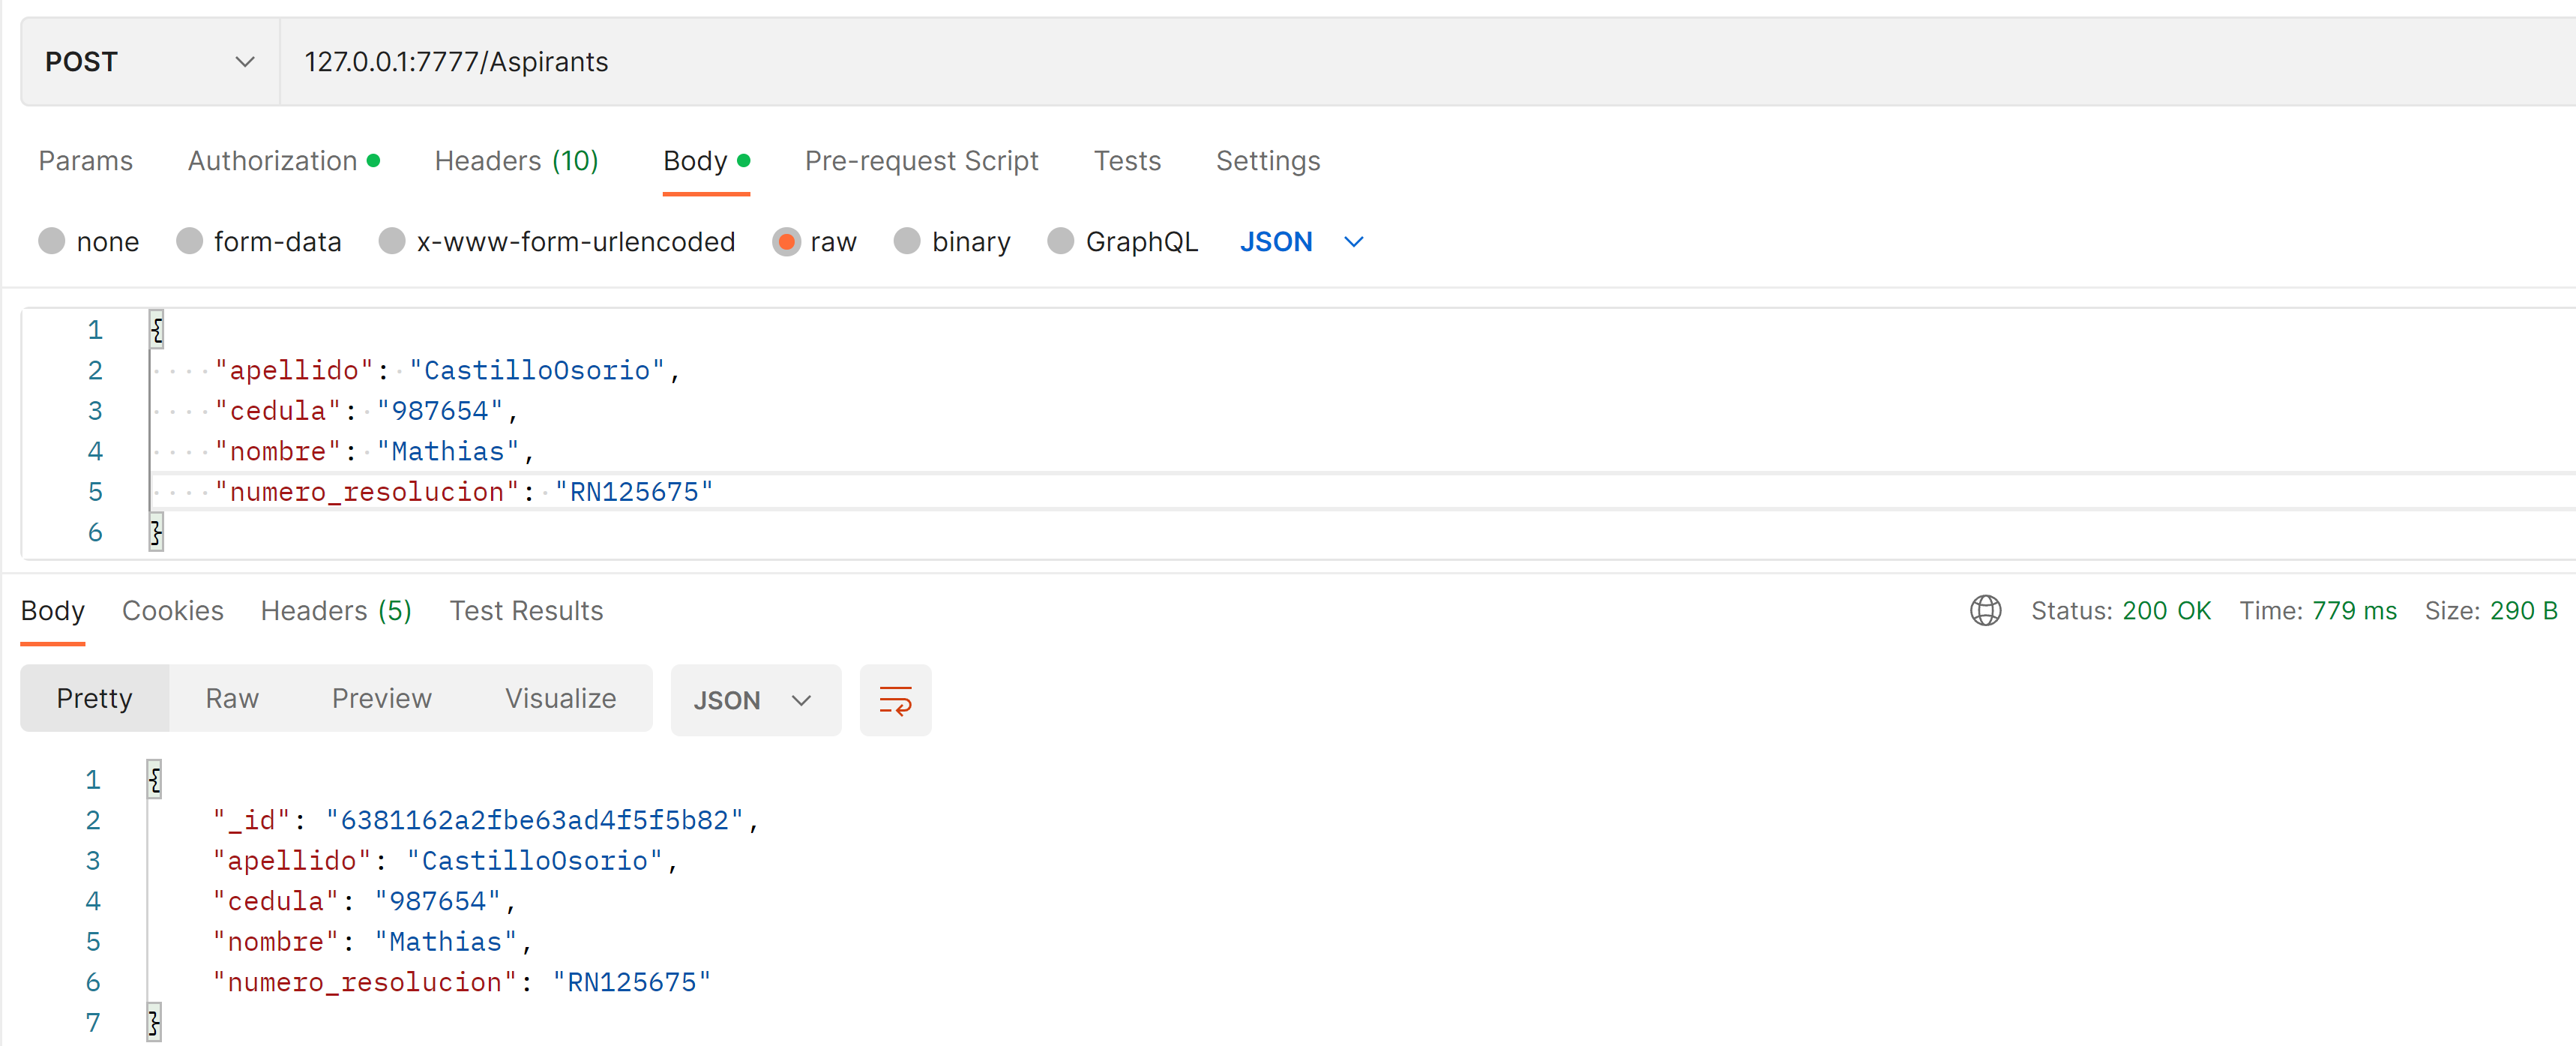 POST 127.0.0.1:7777/Aspirants
Params Authorization Headers (10) Body Pre-request Script Tests Settings
none form-data x-www-form-urlencoded raw binary GraphQL JSON
1 {
2 "apellido": "CastilloOsorio",
3 "cedula": "987654",
4 "nombre": "Mathias",
5 "numero_resolucion": "RN125675"
6 }
Body Cookies Headers (5) Test Results Status: 200 OK Time: 779 ms Size: 290 B
Pretty Raw Preview Visualize JSON
1 {
2 "_id": "6381162a2fbe63ad4f5f5b82",
3 "apellido": "CastilloOsorio",
4 "cedula": "987654",
5 "nombre": "Mathias",
6 "numero_resolucion": "RN125675"
7 }